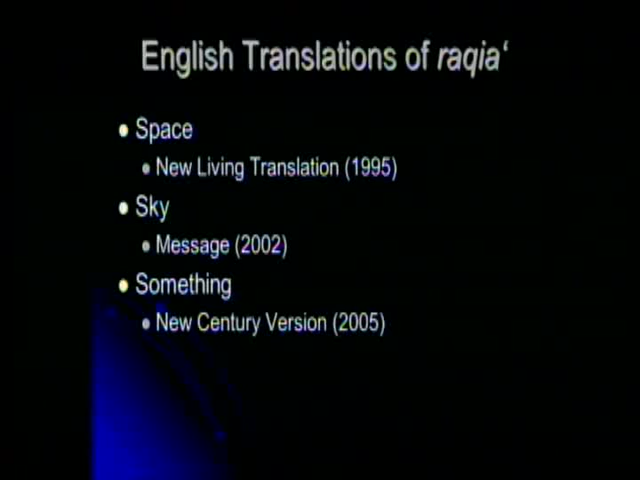 English Translations of raqia‘
• Space
• New Living Translation (1995)
• Sky
• Message (2002)
• Something
• New Century Version (2005)